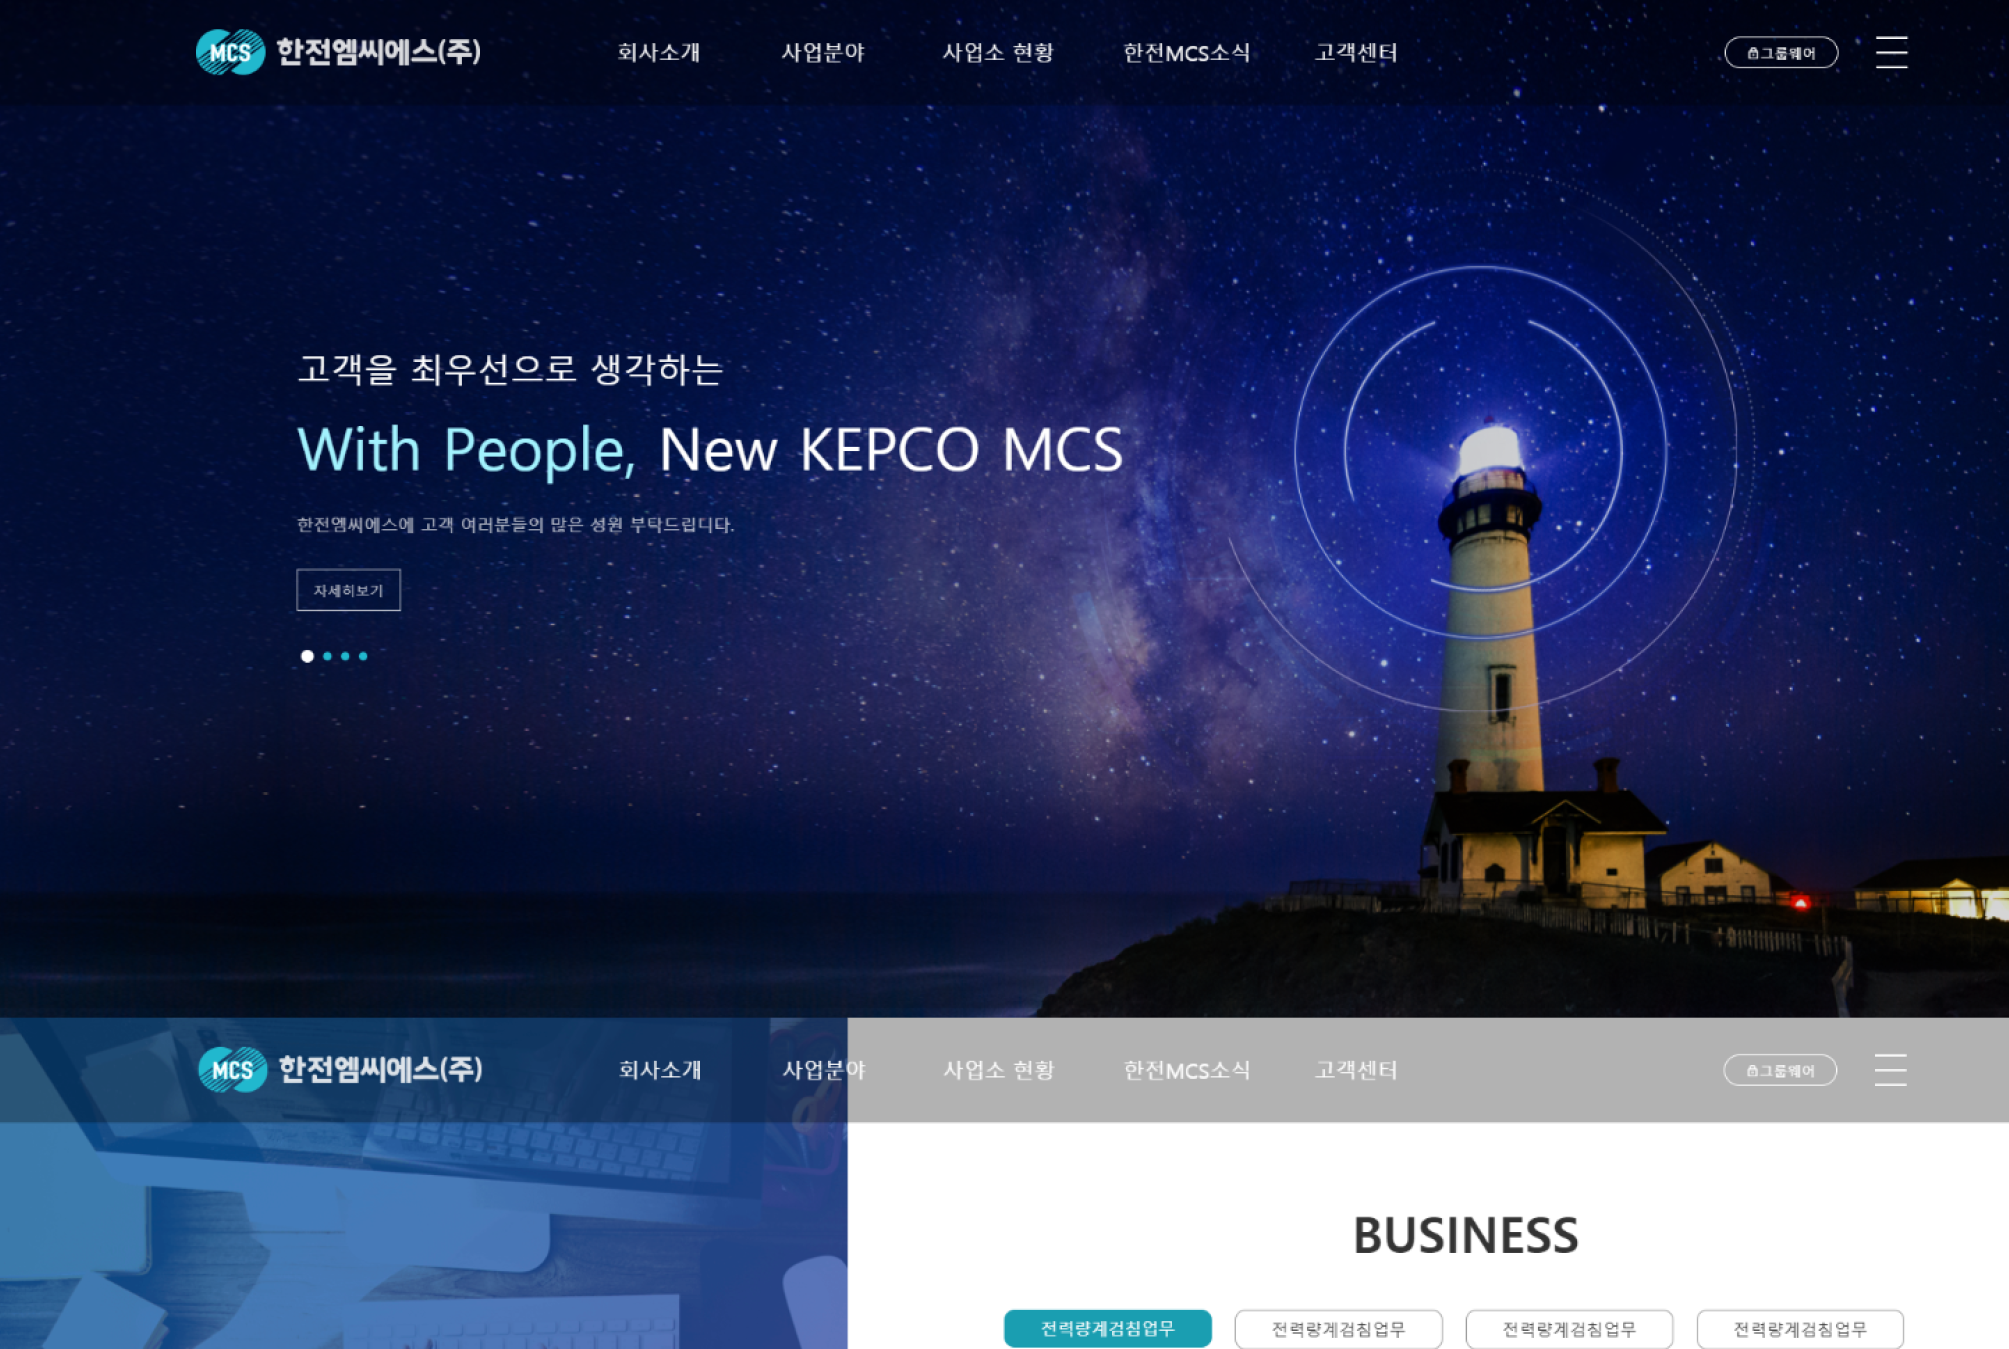 MCS 한전엠씨에스(주) 회사소개 사업분야 사업소 현황 한전MCS소식 고객센터 그룹웨어
고객을 최우선으로 생각하는
With People, New KEPCO MCS
한전엠씨에스에 고객 여러분들의 많은 성원 부탁드립디다.
자세히보기
MCS 한전엠씨에스(주) 회사소개 사업분야 사업소 현황 한전MCS소식 고객센터 그룹웨어
BUSINESS
전력량계검침업무 전력량계검침업무 전력량계검침업무 전력량계검침업무